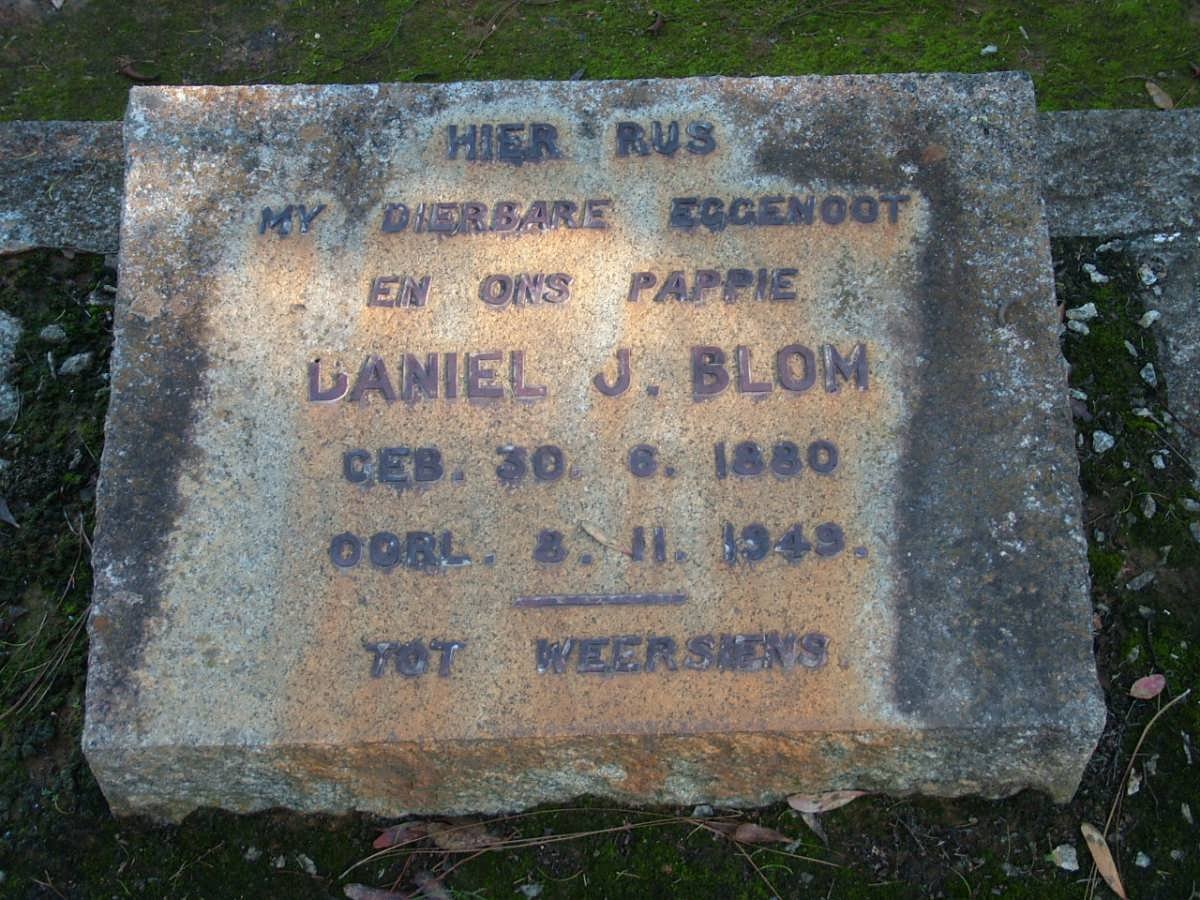 HIER RUS
MY DIERBARE EGGENOOT
EN ONS PAPPIE
DANIEL J. BLOM
GEB. 30. 6. 1880
OORL. 8. 11. 1949.
TOT WEERSIENS.